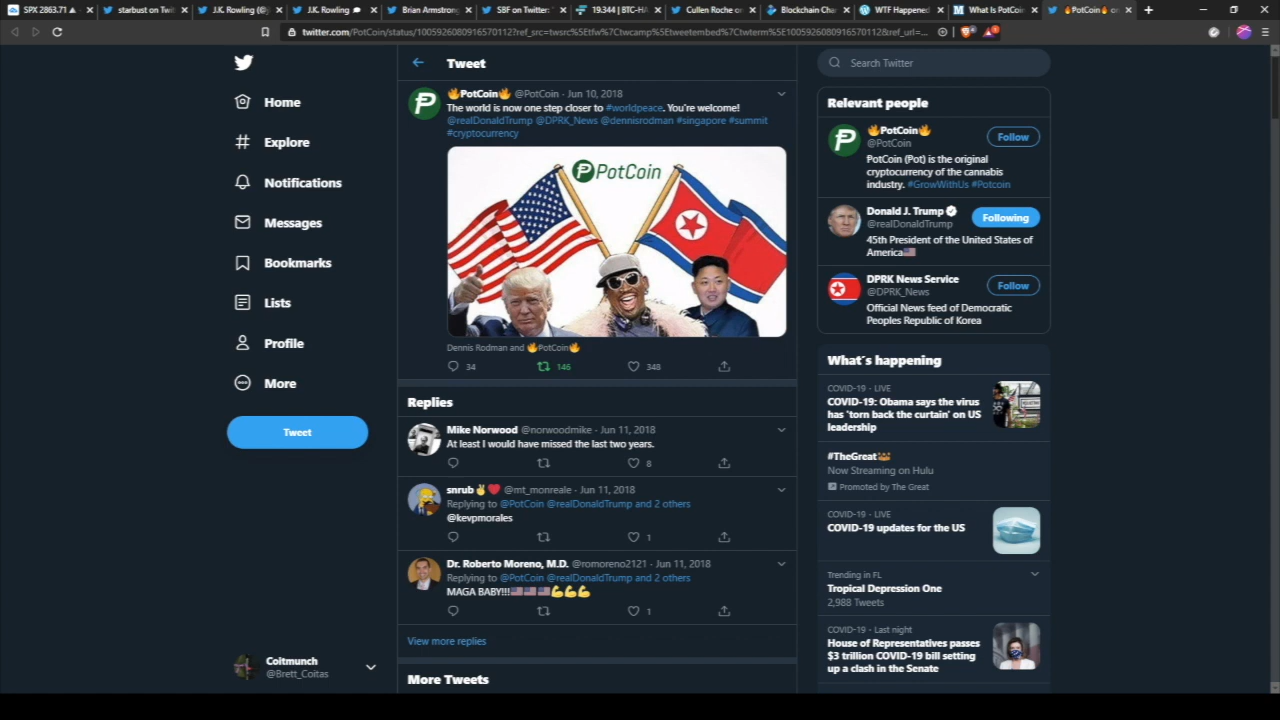 SPX 2863.71 ▲
starbust on Twi
J.K. Rowling (@j
J.K. Rowling
Brian Armstrong
SBF on Twitter:
19.344 | BTC-HA
Cullen Roche on
Blockchain Cha
WTF Happened
What Is PotCoin
🔥PotCoin🔥 on
twitter.com/PotCoin/status/1005926080916570112?ref_src=twsrc%5Etfw%7Ctwcamp%5Etweetembed%7Ctwterm%5E1005926080916570112&ref_url=...
Home
Explore
Notifications
Messages
Bookmarks
Lists
Profile
More
Tweet
Coitmunch
@Brett_Coitas
Tweet
🔥PotCoin🔥 @PotCoin · Jun 10, 2018
The world is now one step closer to #worldpeace. You're welcome!
@realDonaldTrump @DPRK_News @dennisrodman #singapore #summit
#cryptocurrency
PotCoin
Dennis Rodman and 🔥PotCoin🔥
34 146 348
Replies
Mike Norwood @norwoodmike · Jun 11, 2018
At least I would have missed the last two years.
8
snrub✌❤ @mt_monreale · Jun 11, 2018
Replying to @PotCoin @realDonaldTrump and 2 others
@kevpmorales
1
Dr. Roberto Moreno, M.D. @romoreno2121 · Jun 11, 2018
Replying to @PotCoin @realDonaldTrump and 2 others
MAGA BABY!!!🇺🇸🇺🇸🇺🇸💪💪💪
1
View more replies
More Tweets
Search Twitter
Relevant people
🔥PotCoin🔥
@PotCoin
Follow
PotCoin (Pot) is the original
cryptocurrency of the cannabis
industry. #GrowWithUs #Potcoin
Donald J. Trump
@realDonaldTrump
Following
45th President of the United States of
America🇺🇸
DPRK News Service
@DPRK_News
Follow
Official News feed of Democratic
Peoples Republic of Korea
What's happening
COVID-19 · LIVE
COVID-19: Obama says the virus
has 'torn back the curtain' on US
leadership
#TheGreat
Now Streaming on Hulu
Promoted by The Great
COVID-19 · LIVE
COVID-19 updates for the US
Trending in FL
Tropical Depression One
2,988 Tweets
COVID-19 · Last night
House of Representatives passes
$3 trillion COVID-19 bill setting
up a clash in the Senate